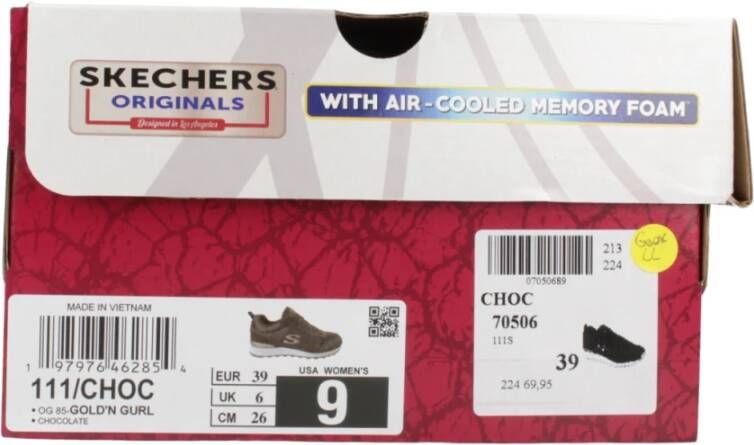 SKECHERS
ORIGINALS
Designed in Los Angeles
WITH AIR-COOLED MEMORY FOAM
213
224
07050689
CHOC
70506
111S
39
224 69,95
MADE IN VIETNAM
1 97976 46285 4
111/CHOC
• OG 85-GOLD'N GURL
• CHOCOLATE
EUR 39
UK 6
CM 26
USA WOMEN'S
9